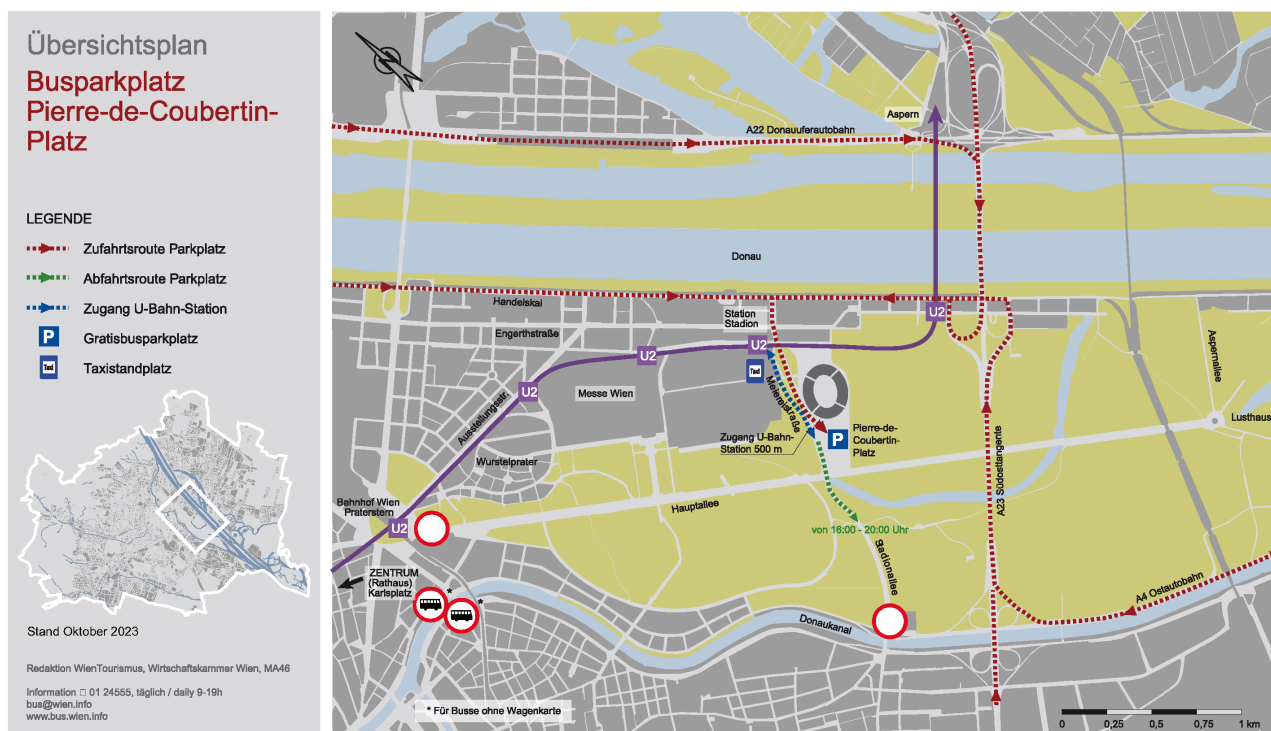 Übersichtsplan
Busparkplatz
Pierre-de-Coubertin-
Platz
LEGENDE
Zufahrtsroute Parkplatz
Abfahrtsroute Parkplatz
Zugang U-Bahn-Station
P Gratisbusparkplatz
Taxi Taxistandplatz
Stand Oktober 2023
Redaktion WienTourismus, Wirtschaftskammer Wien, MA46
Information □ 01 24555, täglich / daily 9-19h
bus@wien.info
www.bus.wien.info
Aspern
A22 Donauuferautobahn
Donau
Handelskai
Station
Stadion
Engerthstraße
U2
U2
U2
U2
U2
Taxi
Messe Wien
Meiereistraße
Ausstellungsstr.
Aspernallee
Lusthaus
P
Pierre-de-
Coubertin-
Platz
Zugang U-Bahn-
Station 500 m
Wurstelprater
A23 Südosttangente
Bahnhof Wien
Praterstern
Hauptallee
von 16:00 - 20:00 Uhr
Stadionallee
ZENTRUM
(Rathaus)
Karlsplatz
*
*
A4 Ostautobahn
Donaukanal
* Für Busse ohne Wagenkarte
0 0,25 0,5 0,75 1 km